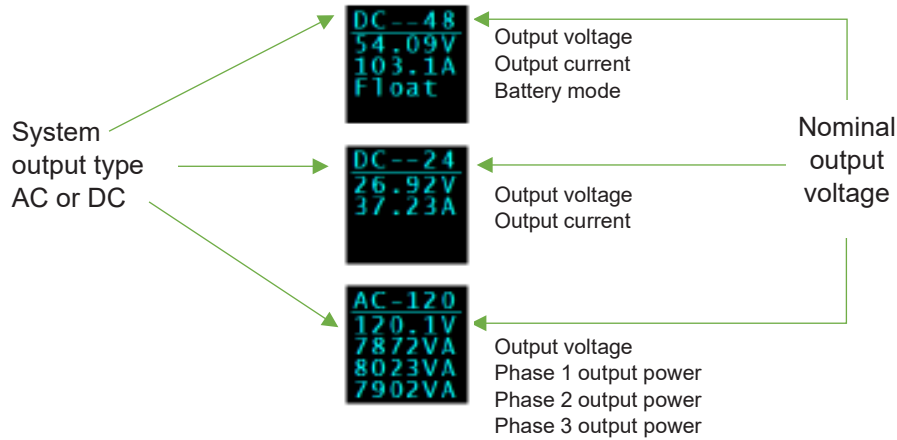 DC--48
54.09V
103.1A
Float
Output voltage
Output current
Battery mode
System
output type
AC or DC
Nominal
output
voltage
DC--24
26.92V
37.23A
Output voltage
Output current
AC-120
120.1V
7872VA
8023VA
7902VA
Output voltage
Phase 1 output power
Phase 2 output power
Phase 3 output power